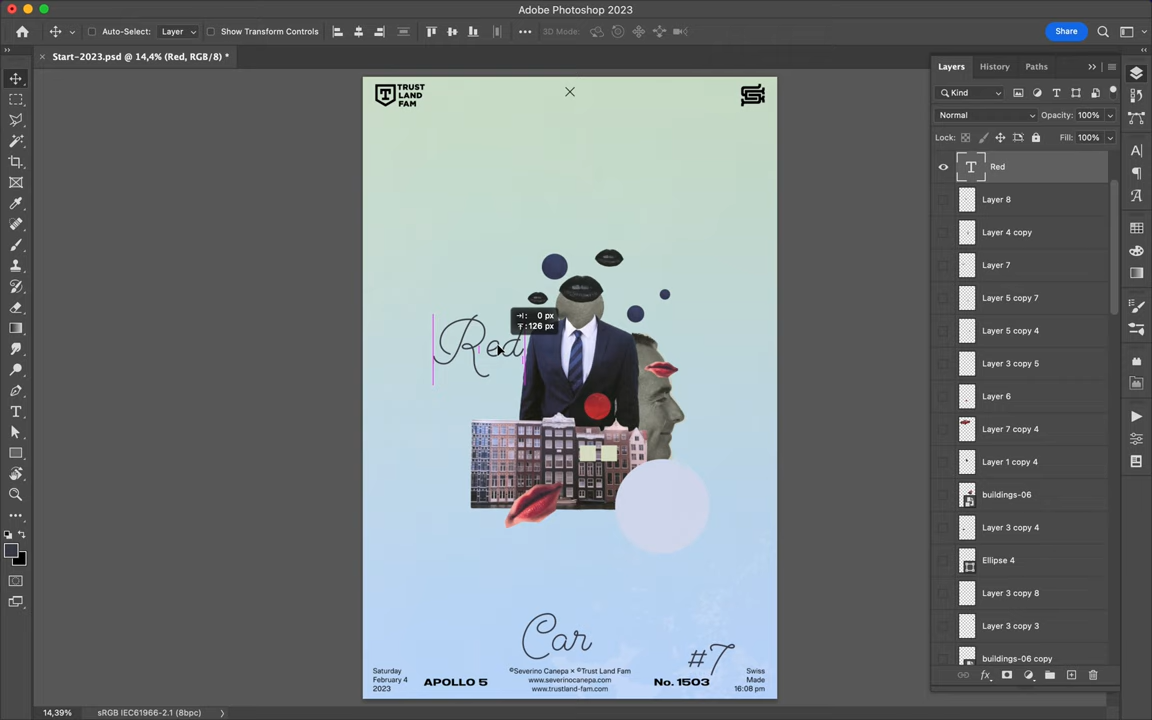 Adobe Photoshop 2023
Auto-Select: Layer Show Transform Controls 3D Mode: Share
Start-2023.psd @ 14,4% (Red, RGB/8) *
Layers History Paths
Kind
Normal Opacity: 100%
Lock: Fill: 100%
Red
Layer 8
Layer 4 copy
Layer 7
Layer 5 copy 7
Layer 5 copy 4
Layer 3 copy 5
Layer 6
Layer 7 copy 4
Layer 1 copy 4
buildings-06
Layer 3 copy 4
Ellipse 4
Layer 3 copy 8
Layer 3 copy 3
buildings-06 copy
TRUST
LAND
FAM
Red
0 px
126 px
Car
#7
Saturday
February 4
2023
APOLLO 5
©Severino Canepa × ©Trust Land Fam
www.severinocanepa.com
www.trustland-fam.com
No. 1503
Swiss
Made
16:08 pm
14,39% sRGB IEC61966-2.1 (8bpc)